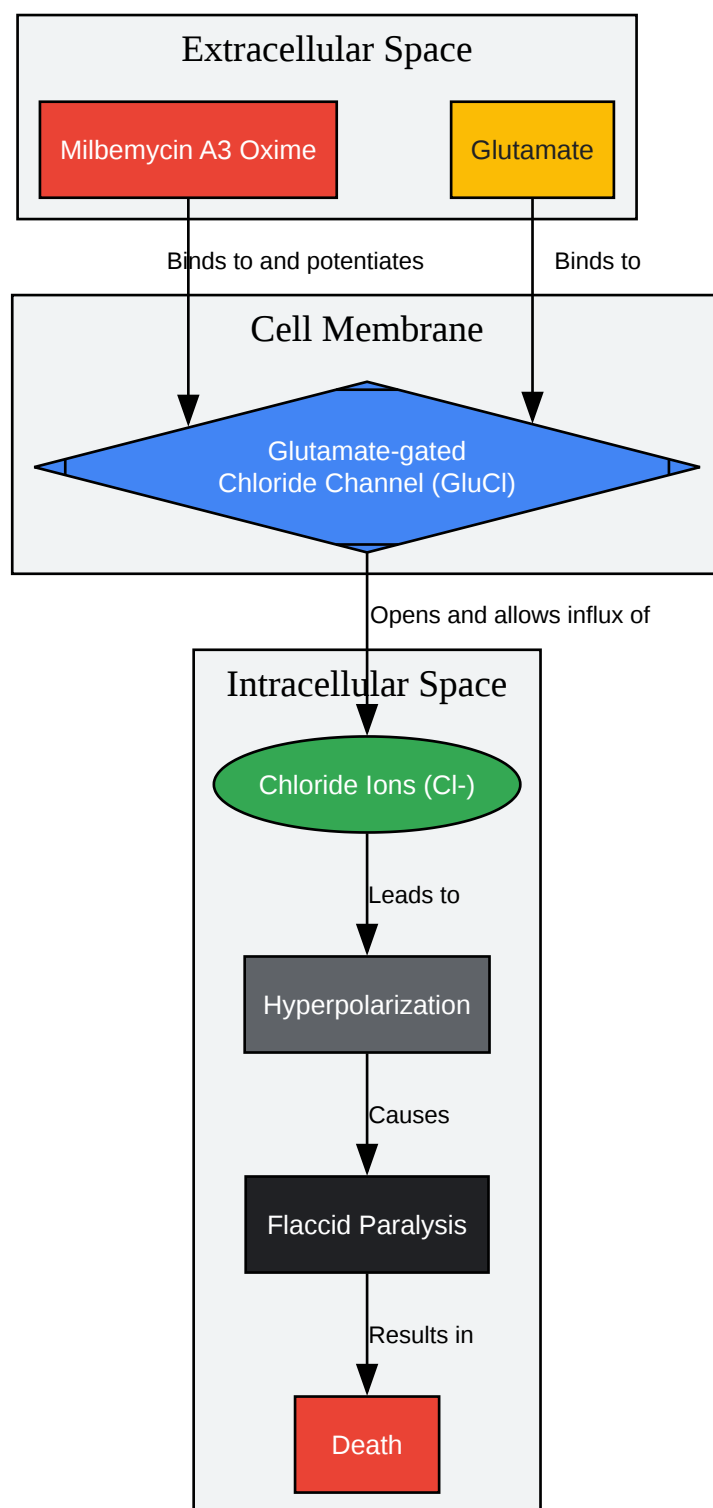 Extracellular Space
Milbemycin A3 Oxime
Glutamate
Binds to and potentiates
Binds to
Cell Membrane
Glutamate-gated
Chloride Channel (GluCl)
Opens and allows influx of
Intracellular Space
Chloride Ions (Cl-)
Leads to
Hyperpolarization
Causes
Flaccid Paralysis
Results in
Death